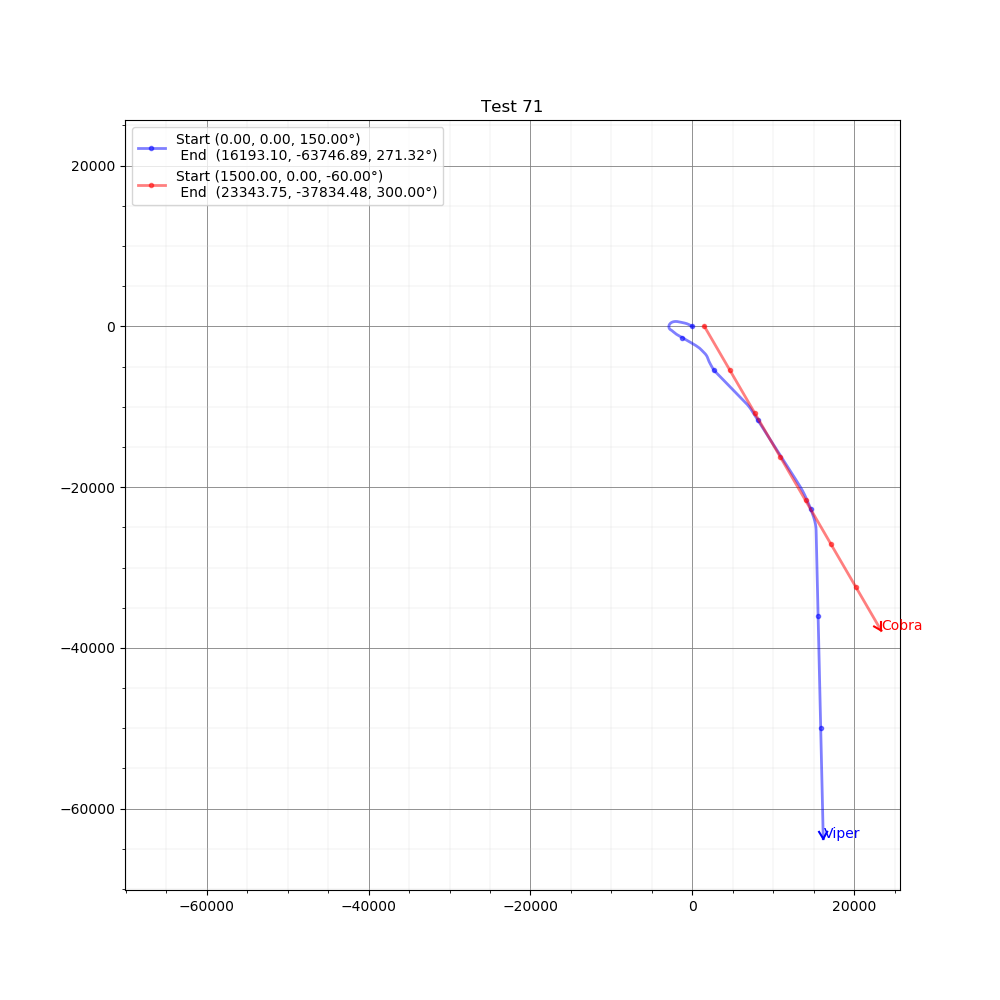 Test 71
Start (0.00, 0.00, 150.00°)
End  (16193.10, -63746.89, 271.32°)
Start (1500.00, 0.00, -60.00°)
End  (23343.75, -37834.48, 300.00°)
20000
0
−20000
−40000
−60000
Cobra
Viper
−60000
−40000
−20000
0
20000